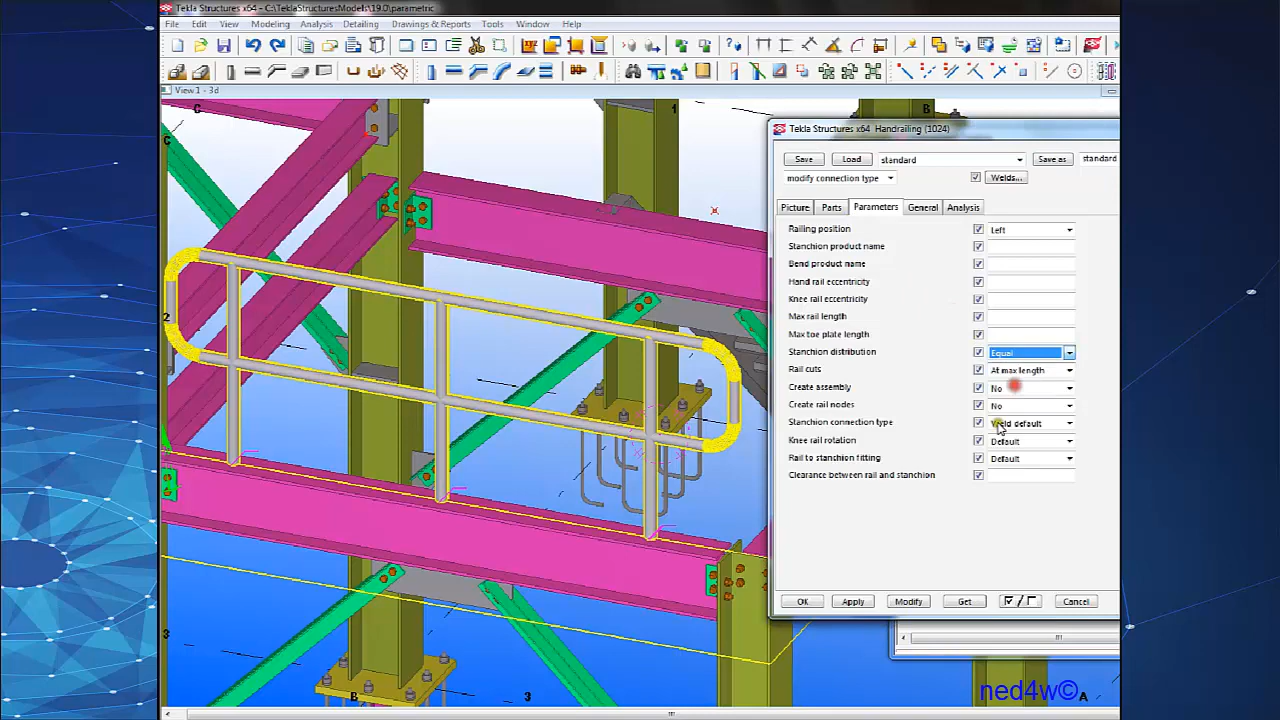 Tekla Structures x64 - C:\TeklaStructuresModels\19.0\parametric
File Edit View Modeling Analysis Detailing Drawings & Reports Tools Window Help
View 1 - 3d
C 1 B
C
2
3
B 3 A
Tekla Structures x64 Handrailing (1024)
Save Load standard Save as standard
modify connection type Welds...
Picture Parts Parameters General Analysis
Railing position Left
Stanchion product name
Bend product name
Hand rail eccentricity
Knee rail eccentricity
Max rail length
Max toe plate length
Stanchion distribution Equal
Rail cuts At max length
Create assembly No
Create rail nodes No
Stanchion connection type Weld default
Knee rail rotation Default
Rail to stanchion fitting Default
Clearance between rail and stanchion
OK Apply Modify Get Cancel
ned4w©